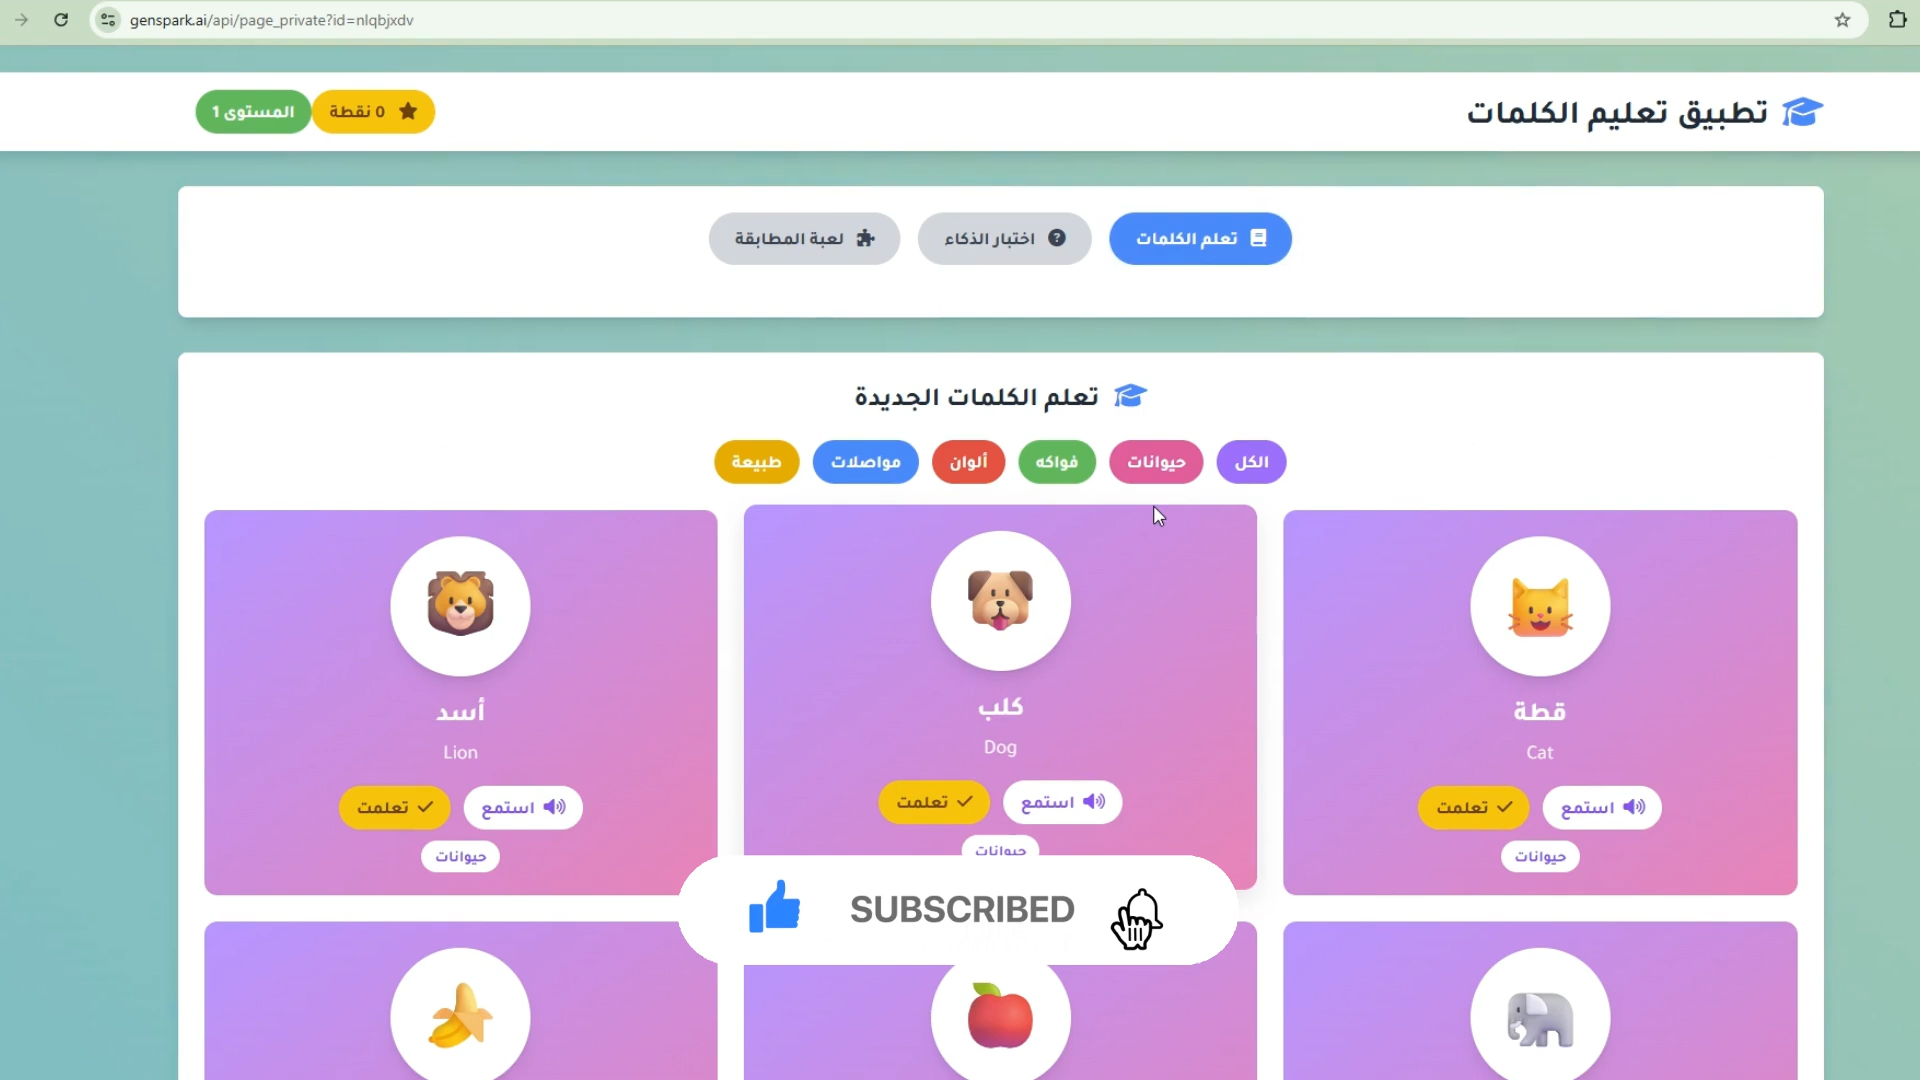 genspark.ai/api/page_private?id=nlqbjxdv
تطبيق تعليم الكلمات
0 نقطة
المستوى 1
تعلم الكلمات
اختبار الذكاء
لعبة المطابقة
تعلم الكلمات الجديدة
الكل
حيوانات
فواكه
ألوان
مواصلات
طبيعة
قطة
Cat
استمع
تعلمت
حيوانات
كلب
Dog
استمع
تعلمت
حيوانات
أسد
Lion
استمع
تعلمت
حيوانات
SUBSCRIBED